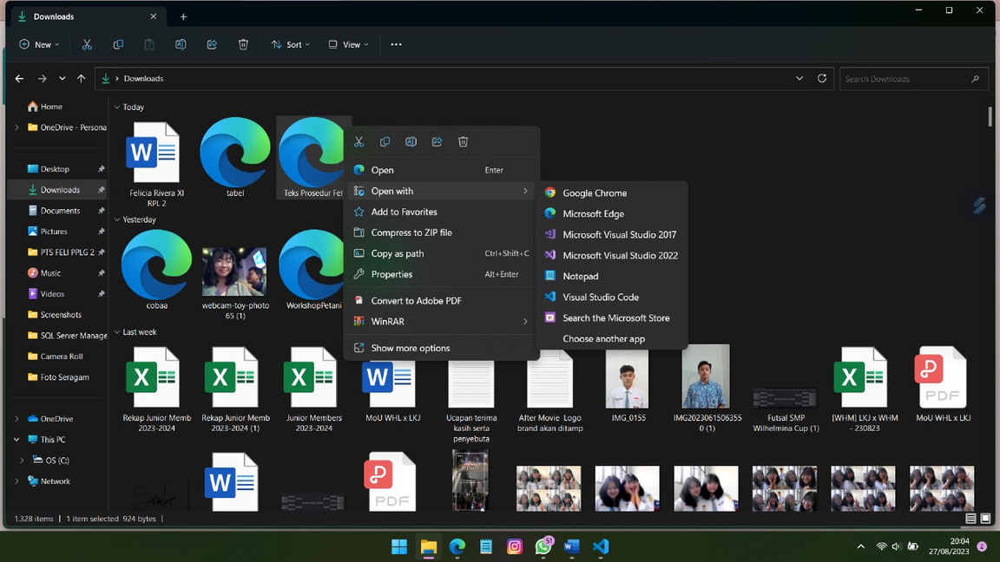 Downloads
New
Sort
View
Downloads
Search Downloads
Home
OneDrive - Persona
Desktop
Downloads
Documents
Pictures
PTS FELI PPLG 2
Music
Videos
Screenshots
SQL Server Manage
Camera Roll
Foto Seragam
OneDrive
This PC
OS (C:)
Network
Today
Felicia Rivera XI
RPL 2
tabel
Teks Prosedur Fel
Yesterday
cobaa
webcam-toy-photo
65 (1)
WorkshopPetani
Last week
Rekap Junior Memb
2023-2024
Rekap Junior Memb
2023-2024 (1)
Junior Members
2023-2024
MoU WHL x LKJ
Ucapan terima
kasih serta
penyebuta
After Movie Logo
brand akan ditamp
IMG_0155
IMG2023061506355
0 (1)
Futsal SMP
Wilhelmina Cup (1)
[WHM] LKJ x WHM
- 230823
MoU WHL x LKJ
PDF
PDF
Open Enter
Open with
Add to Favorites
Compress to ZIP file
Copy as path Ctrl+Shift+C
Properties Alt+Enter
Convert to Adobe PDF
WinRAR
Show more options
Google Chrome
Microsoft Edge
Microsoft Visual Studio 2017
Microsoft Visual Studio 2022
Notepad
Visual Studio Code
Search the Microsoft Store
Choose another app
1.328 items 1 item selected 924 bytes
51
20:04
27/08/2023
2